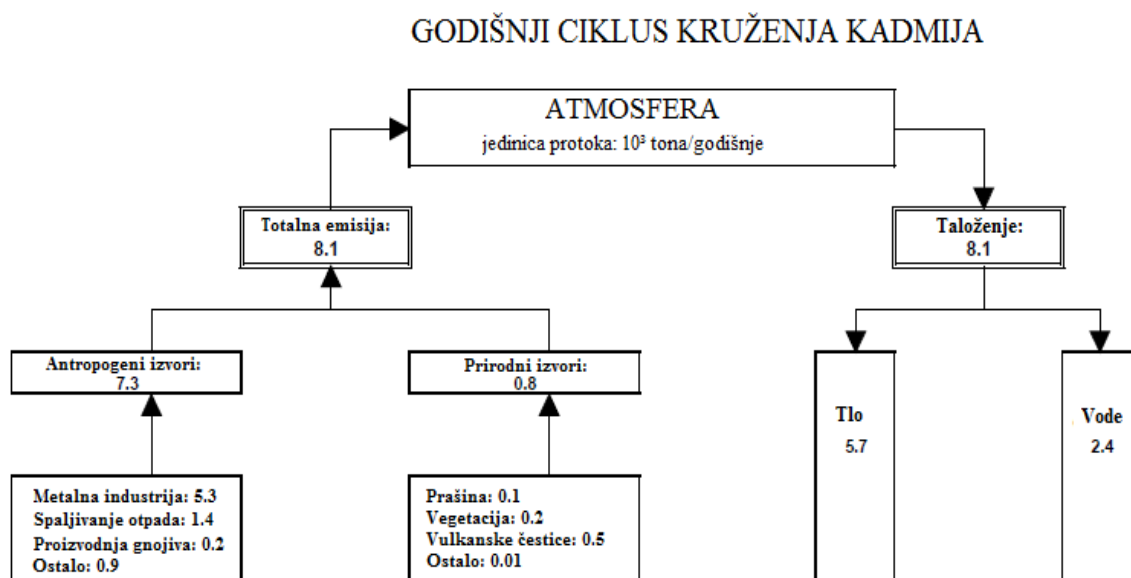 GODIŠNJI CIKLUS KRUŽENJA KADMIJA
ATMOSFERA
jedinica protoka: 10³ tona/godišnje
Totalna emisija:
8.1
Taloženje:
8.1
Antropogeni izvori:
7.3
Prirodni izvori:
0.8
Metalna industrija: 5.3
Spaljivanje otpada: 1.4
Proizvodnja gnojiva: 0.2
Ostalo: 0.9
Prašina: 0.1
Vegetacija: 0.2
Vulkanske čestice: 0.5
Ostalo: 0.01
Tlo
5.7
Vode
2.4